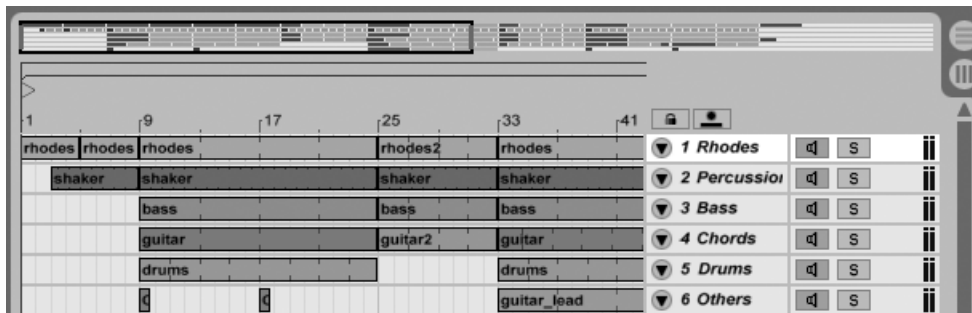 1 9 17 25 33 41
rhodes rhodes rhodes rhodes2 rhodes 1 Rhodes S
shaker shaker shaker shaker 2 Percussion S
bass bass bass 3 Bass S
guitar guitar2 guitar 4 Chords S
drums drums 5 Drums S
guitar_lead 6 Others S